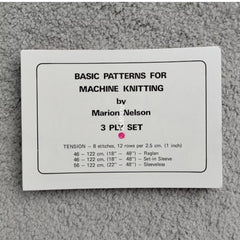 BASIC PATTERNS FOR
MACHINE KNITTING
by
Marion Nelson
3 PLY SET
TENSION – 8 stitches, 12 rows per 2.5 cm. (1 inch)
46 – 122 cm. (18" – 48") – Raglan
46 – 122 cm. (18" – 48") – Set-in Sleeve
56 – 122 cm. (22" – 48") – Sleevetop